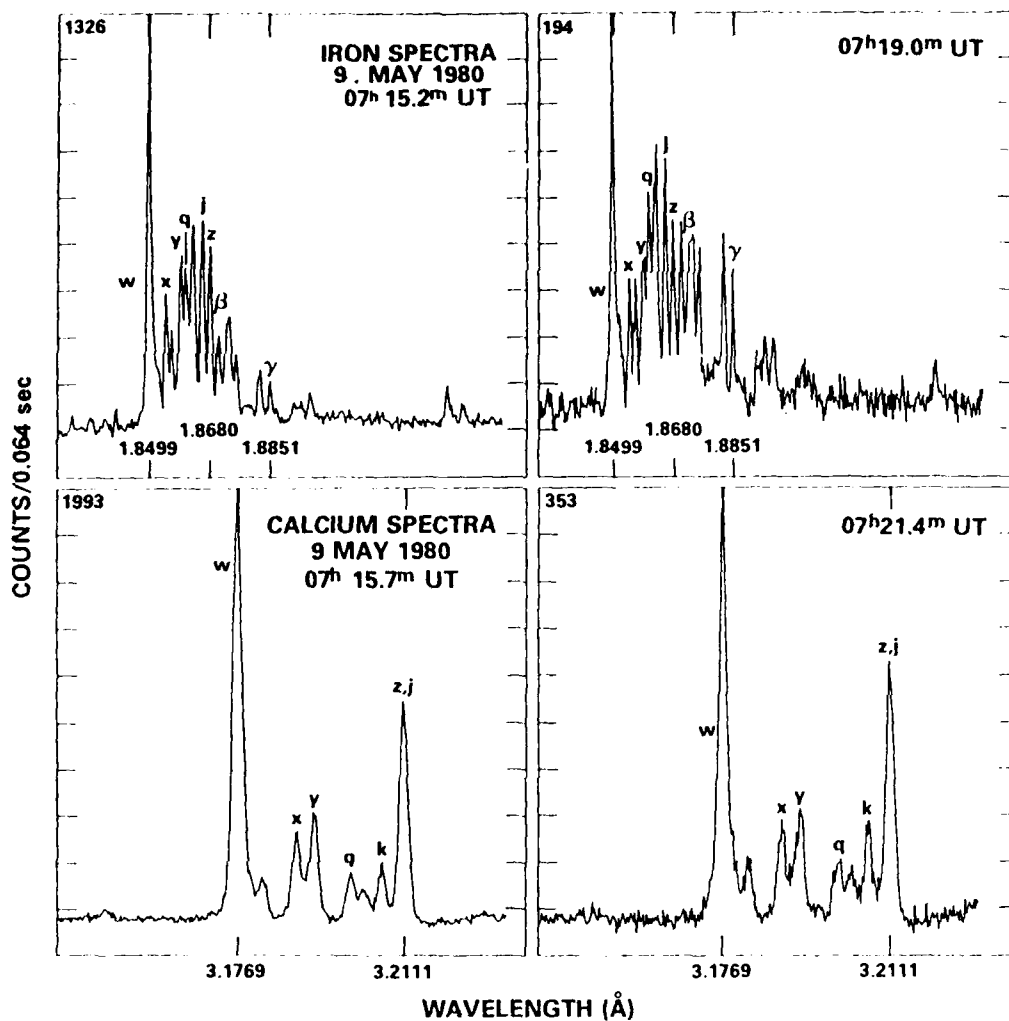 1326
IRON SPECTRA
9 . MAY 1980
07ʰ 15.2ᵐ UT
w
x
y
q
j
z
β
γ
1.8499
1.8680
1.8851
194
07ʰ19.0ᵐ UT
w
x
y
q
j
z
β
γ
1.8499
1.8680
1.8851
COUNTS/0.064 sec
1993
CALCIUM SPECTRA
9 MAY 1980
07ʰ 15.7ᵐ UT
w
x
y
q
k
z,j
3.1769
3.2111
353
07ʰ21.4ᵐ UT
w
x
y
q
k
z,j
3.1769
3.2111
WAVELENGTH (Å)